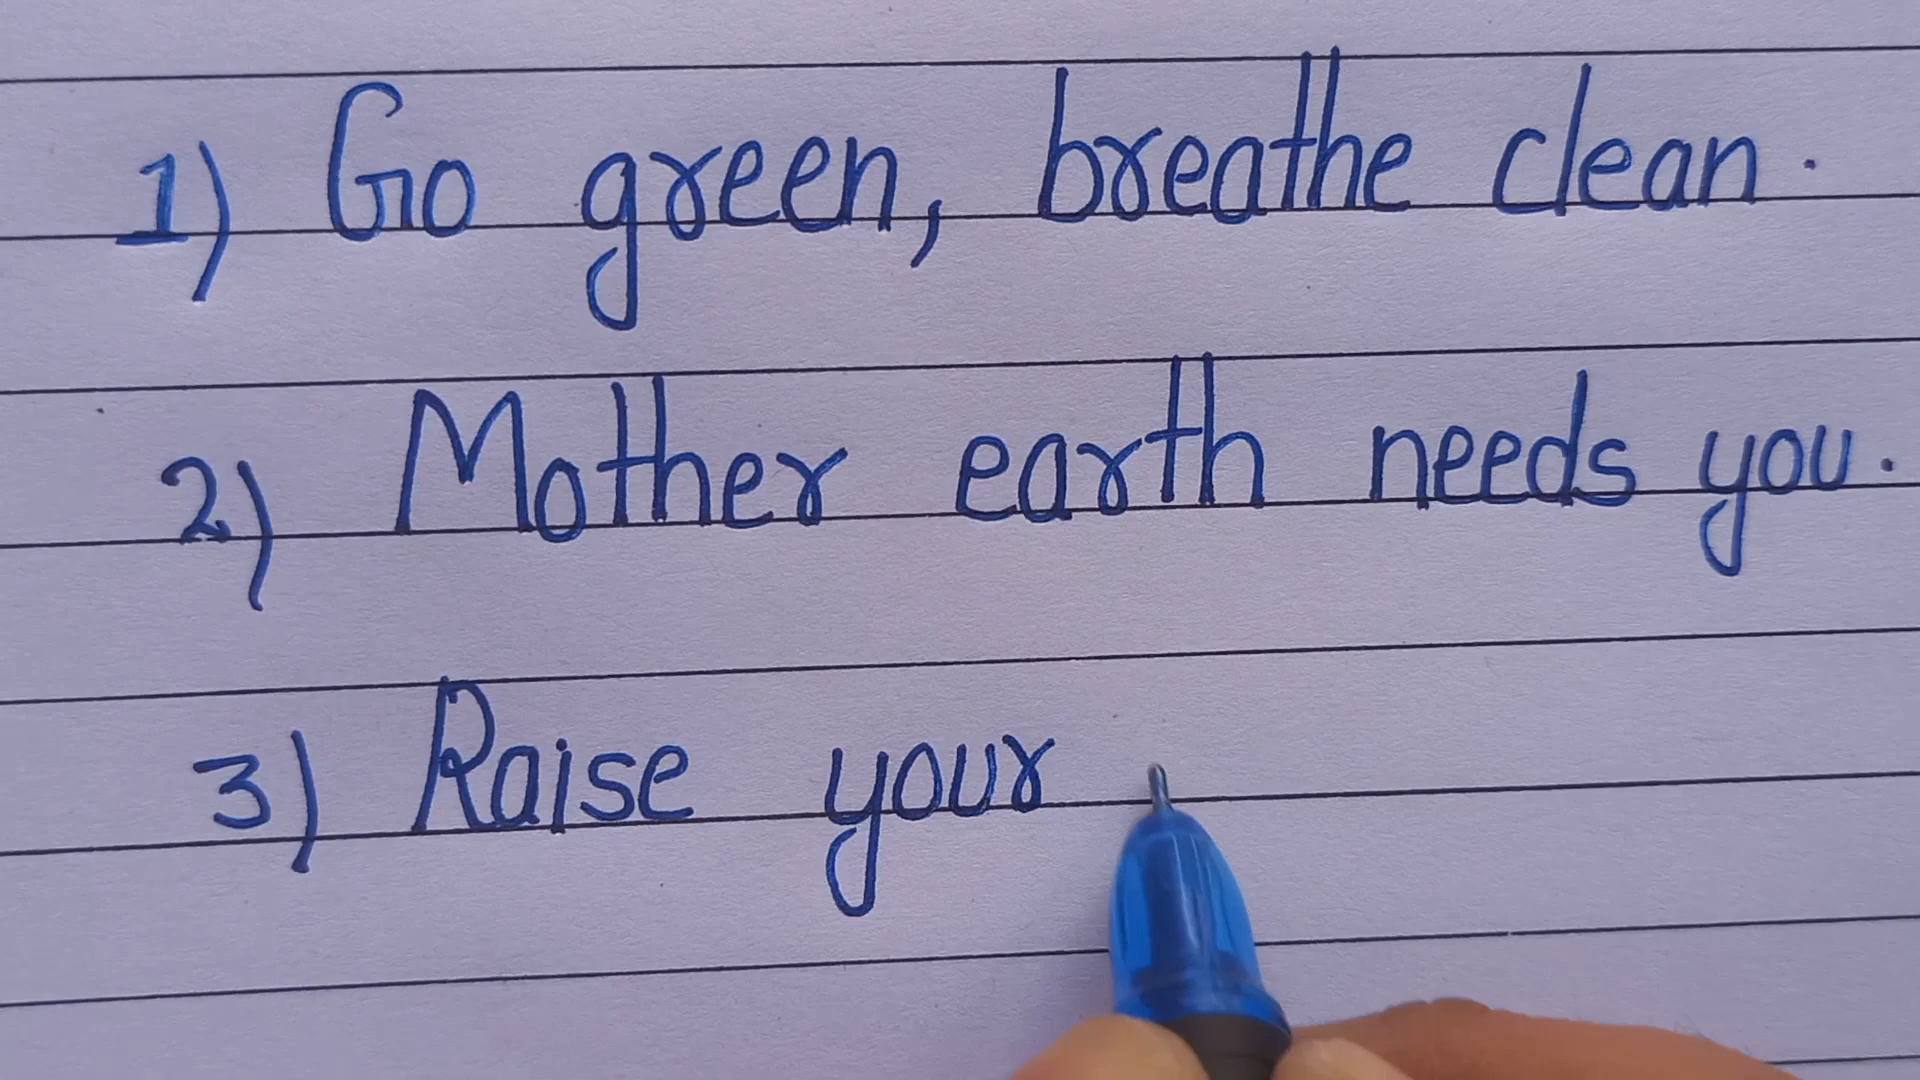 1) Go green, breathe clean.
2) Mother earth needs you.
3) Raise your